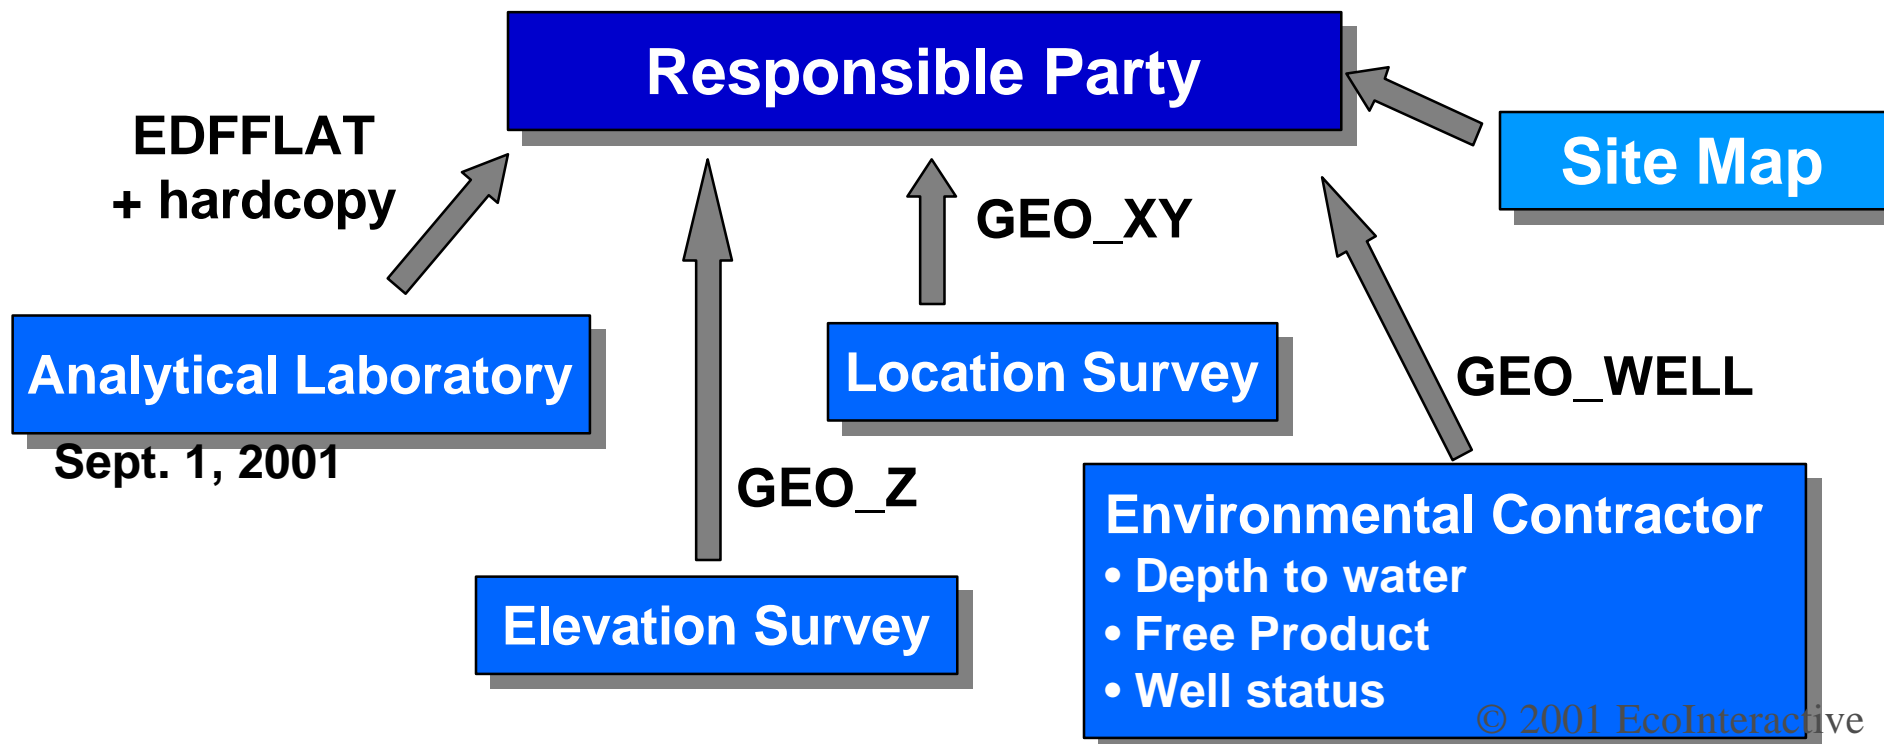 Responsible Party
EDFFLAT
+ hardcopy
Site Map
GEO_XY
Analytical Laboratory
Location Survey
GEO_WELL
Sept. 1, 2001
GEO_Z
Environmental Contractor
• Depth to water
Elevation Survey
• Free Product
• Well status
© 2001 EcoInteractive